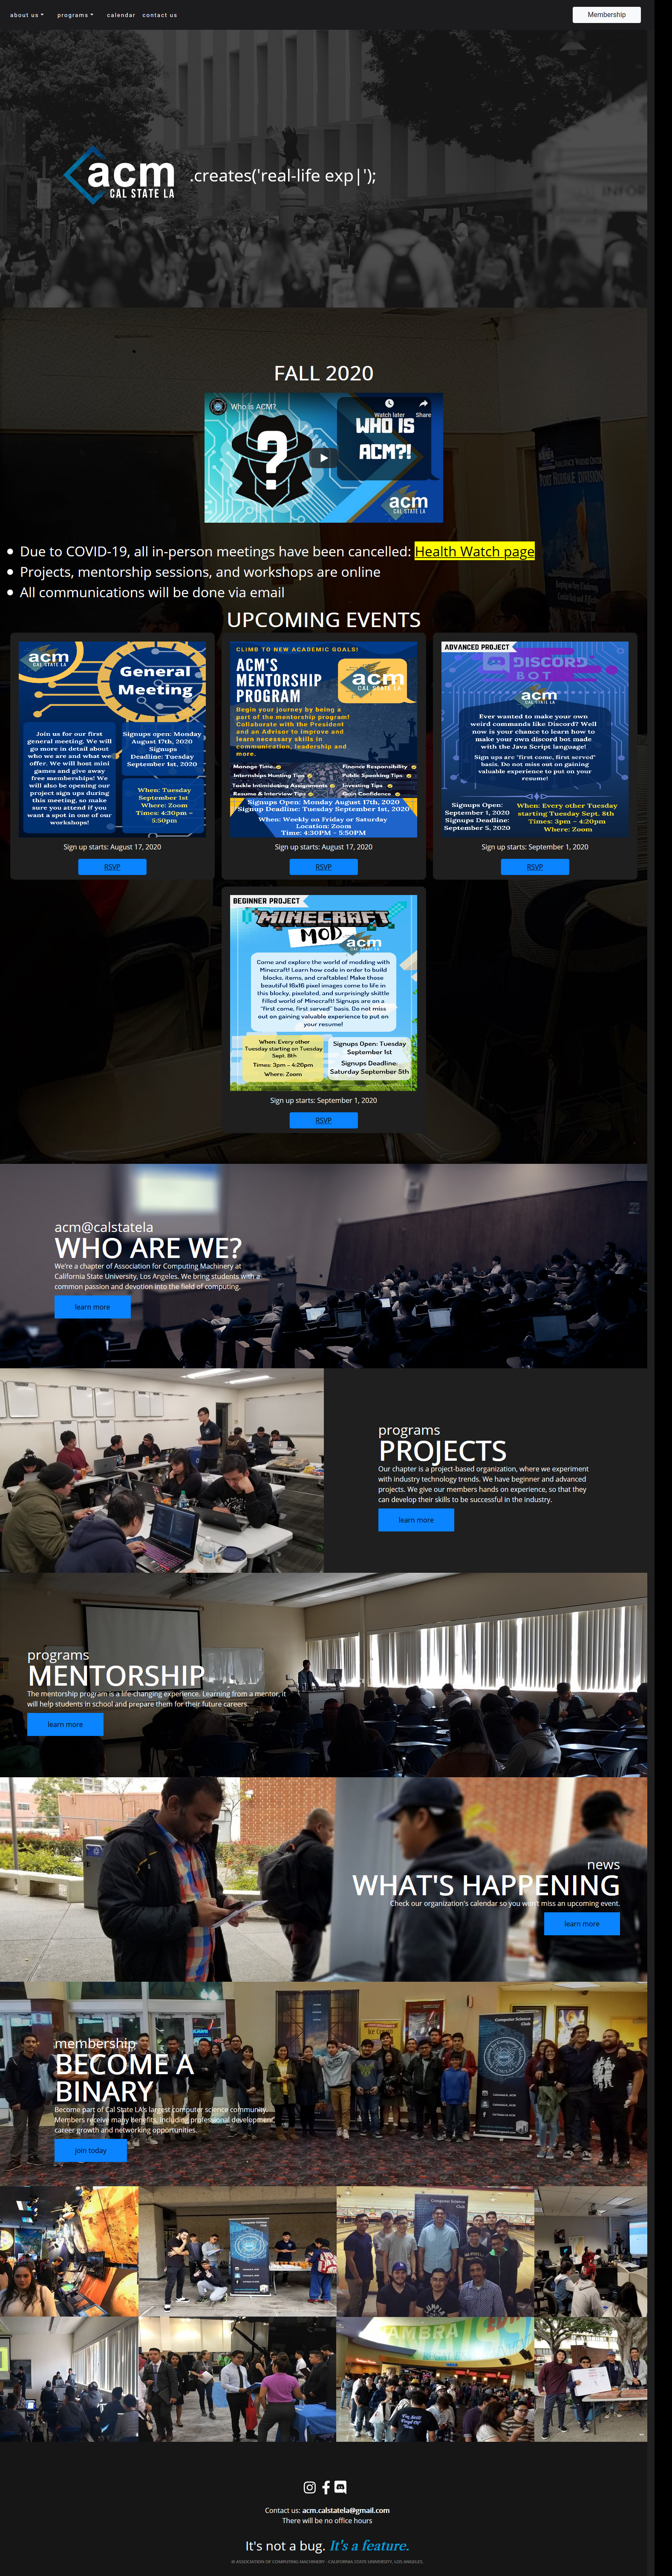 about us
programs
calendar
contact us
Membership
acm
CAL STATE LA
.creates('real-life exp|');
FALL 2020
Who is ACM?
Watch later
Share
WHO IS
ACM?!
acm
CAL STATE LA
Due to COVID-19, all in-person meetings have been cancelled: Health Watch page
Projects, mentorship sessions, and workshops are online
All communications will be done via email
UPCOMING EVENTS
acm
CAL STATE LA
General
Meeting
Join us for our first
general meeting. We will
go more in detail about
who we are and what we
offer. We will host mini
games and give away
free memberships! We
will also be opening our
project sign ups during
this meeting, so make
sure you attend if you
want a spot in one of our
workshops!
Signups open: Monday
August 17th, 2020
Signups
Deadline: Tuesday
September 1st, 2020
When: Tuesday
September 1st
Where: Zoom
Times: 4:30pm –
5:50pm
Sign up starts: August 17, 2020
RSVP
CLIMB TO NEW ACADEMIC GOALS!
ACM'S
MENTORSHIP
PROGRAM
acm
CAL STATE LA
Begin your journey by being a
part of the mentorship program!
Collaborate with the President
and an Advisor to improve and
learn necessary skills in
communication, leadership and
more.
Manage Time
Finance Responsibility
Internships Hunting Tips
Public Speaking Tips
Tackle Intimidating Assignments
Investing Tips
Resume & Interview Tips
Gain Confidence
Signups Open: Monday August 17th, 2020
Signups Deadline: Tuesday September 1st, 2020
When: Weekly on Friday or Saturday
Location: Zoom
Time: 4:30PM - 5:50PM
Sign up starts: August 17, 2020
RSVP
ADVANCED PROJECT
DISCORD
BOT
acm
CAL STATE LA
Ever wanted to make your own
weird commands like Discord? Well
now is your chance to learn how to
make your own discord bot made
with the Java Script language!
Sign ups are "first come, first served"
basis. Do not miss out on gaining
valuable experience to put on your
resume!
Signups Open:
September 1, 2020
Signups Deadline:
September 5, 2020
When: Every other Tuesday
starting Tuesday Sept. 8th
Times: 3pm – 4:20pm
Where: Zoom
Sign up starts: September 1, 2020
RSVP
BEGINNER PROJECT
MINECRAFT
MOD
acm
CAL STATE LA
Come and explore the world of modding with
Minecraft! Learn how code in order to build
blocks, items, and craftables! Make those
beautiful 16x16 pixel images come to life in
this blocky, pixelated, and surprisingly skittle
filled world of Minecraft! Signups are on a
"first come, first served" basis. Do not miss
out on gaining valuable experience to put on
your resume!
When: Every other
Tuesday starting on Tuesday
Sept. 8th
Times: 3pm – 4:20pm
Where: Zoom
Signups Open: Tuesday
September 1st
Signups Deadline:
Saturday September 5th
Sign up starts: September 1, 2020
RSVP
acm@calstatela
WHO ARE WE?
We're a chapter of Association for Computing Machinery at
California State University, Los Angeles. We bring students with a
common passion and devotion into the field of computing.
learn more
programs
PROJECTS
Our chapter is a project-based organization, where we experiment
with industry technology trends. We have beginner and advanced
projects. We give our members hands on experience, so that they
can develop their skills to be successful in the industry.
learn more
programs
MENTORSHIP
The mentorship program is a life-changing experience. Learning from a mentor, it
will help students in school and prepare them for their future careers.
learn more
news
WHAT'S HAPPENING
Check our organization's calendar so you won't miss an upcoming event.
learn more
membership
BECOME A
BINARY
Become part of Cal State LA's largest computer science community.
Members receive many benefits, including professional development,
career growth and networking opportunities.
join today
Computer Science
Club
Contact us: acm.calstatela@gmail.com
There will be no office hours
It's not a bug. It's a feature.
© ASSOCIATION OF COMPUTING MACHINERY - CALIFORNIA STATE UNIVERSITY, LOS ANGELES.